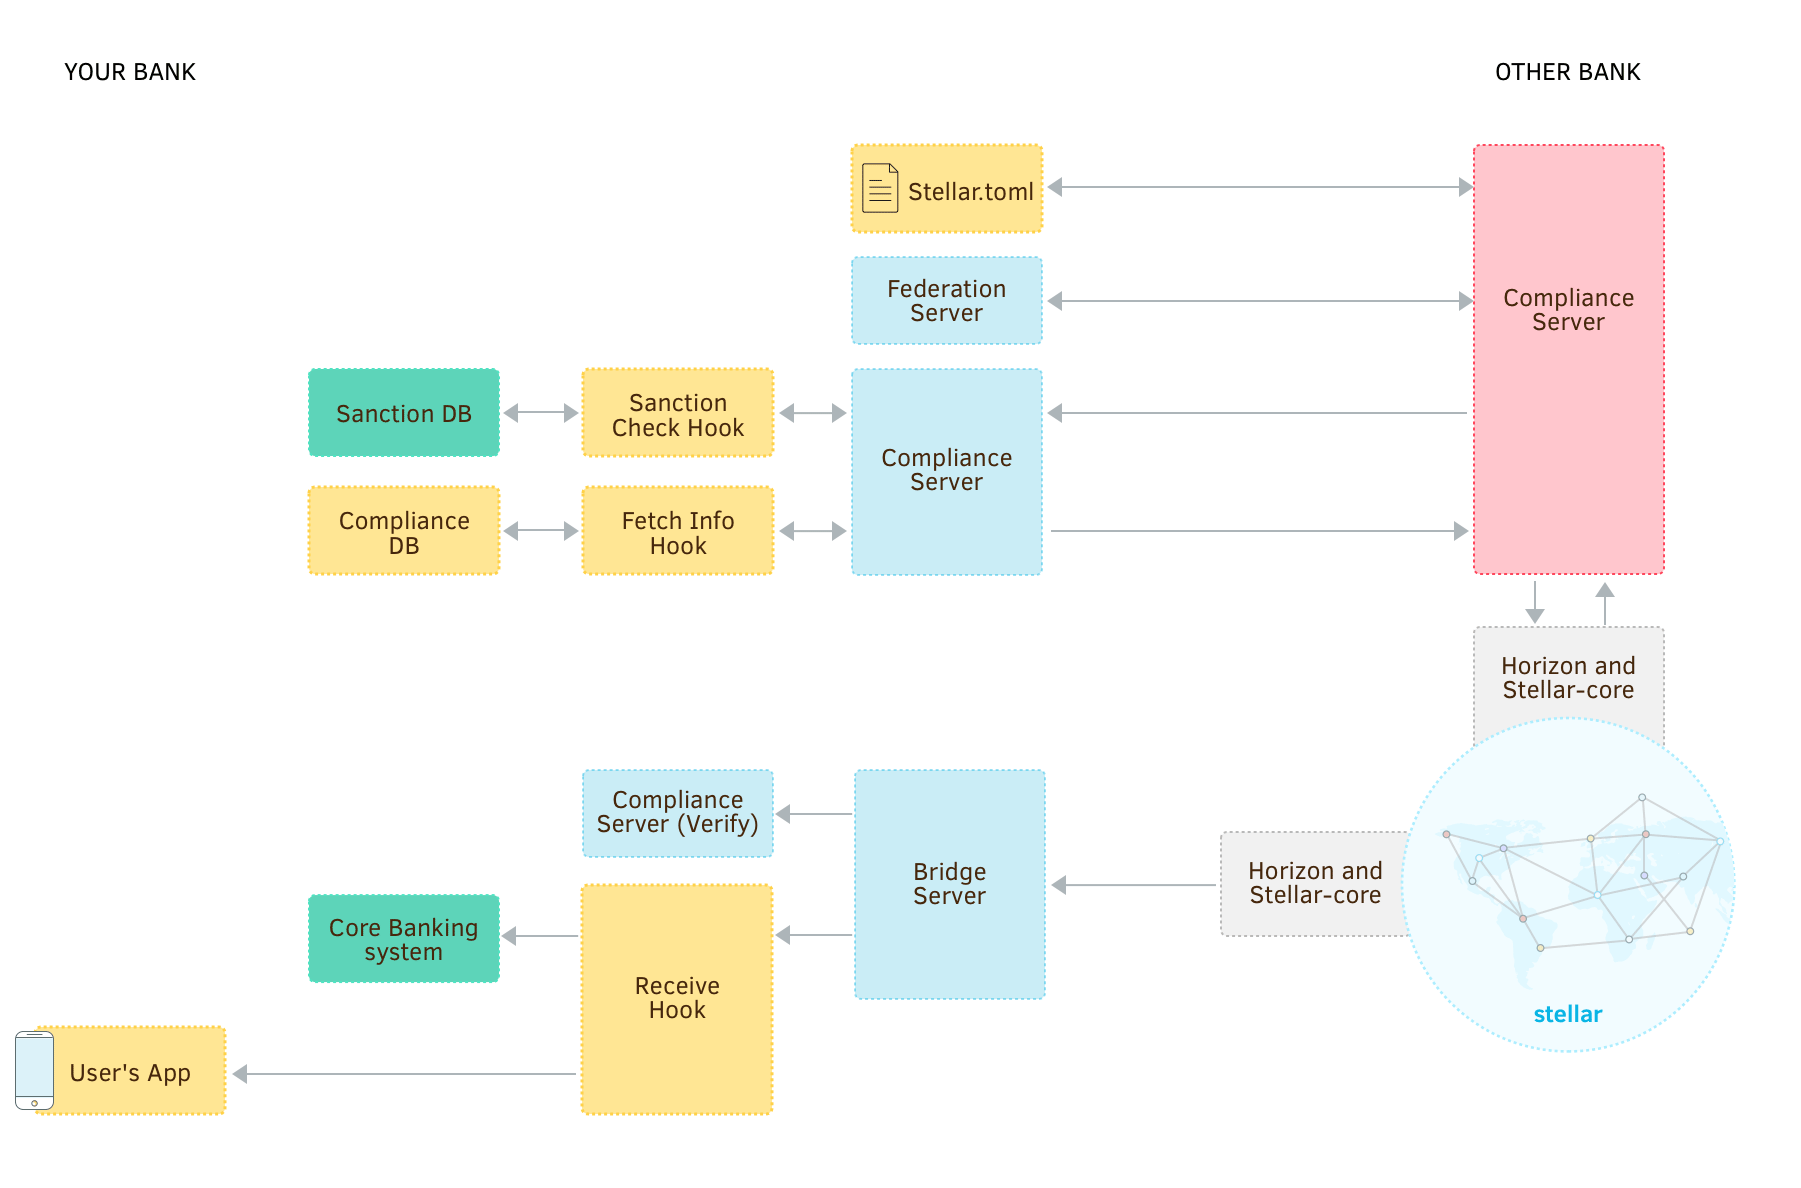 YOUR BANK
OTHER BANK
Stellar.toml
Federation
Server
Compliance
Server
Sanction DB
Sanction
Check Hook
Compliance
Server
Compliance
DB
Fetch Info
Hook
Horizon and
Stellar-core
Compliance
Server (Verify)
Bridge
Server
Horizon and
Stellar-core
Core Banking
system
Receive
Hook
stellar
User's App